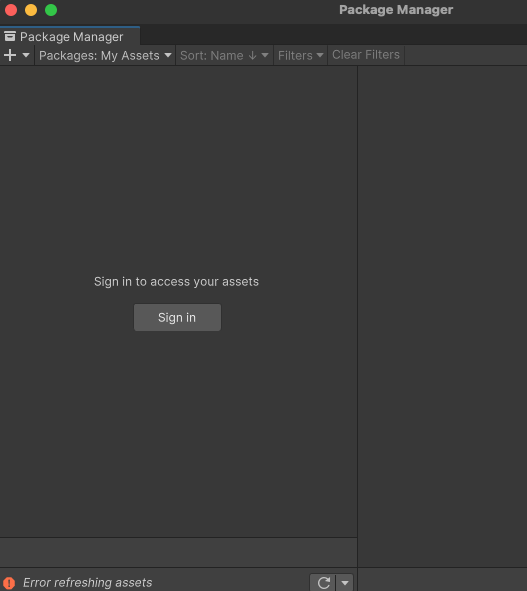 Package Manager
Package Manager
Packages: My Assets Sort: Name ↓ Filters Clear Filters
Sign in to access your assets
Sign in
Error refreshing assets